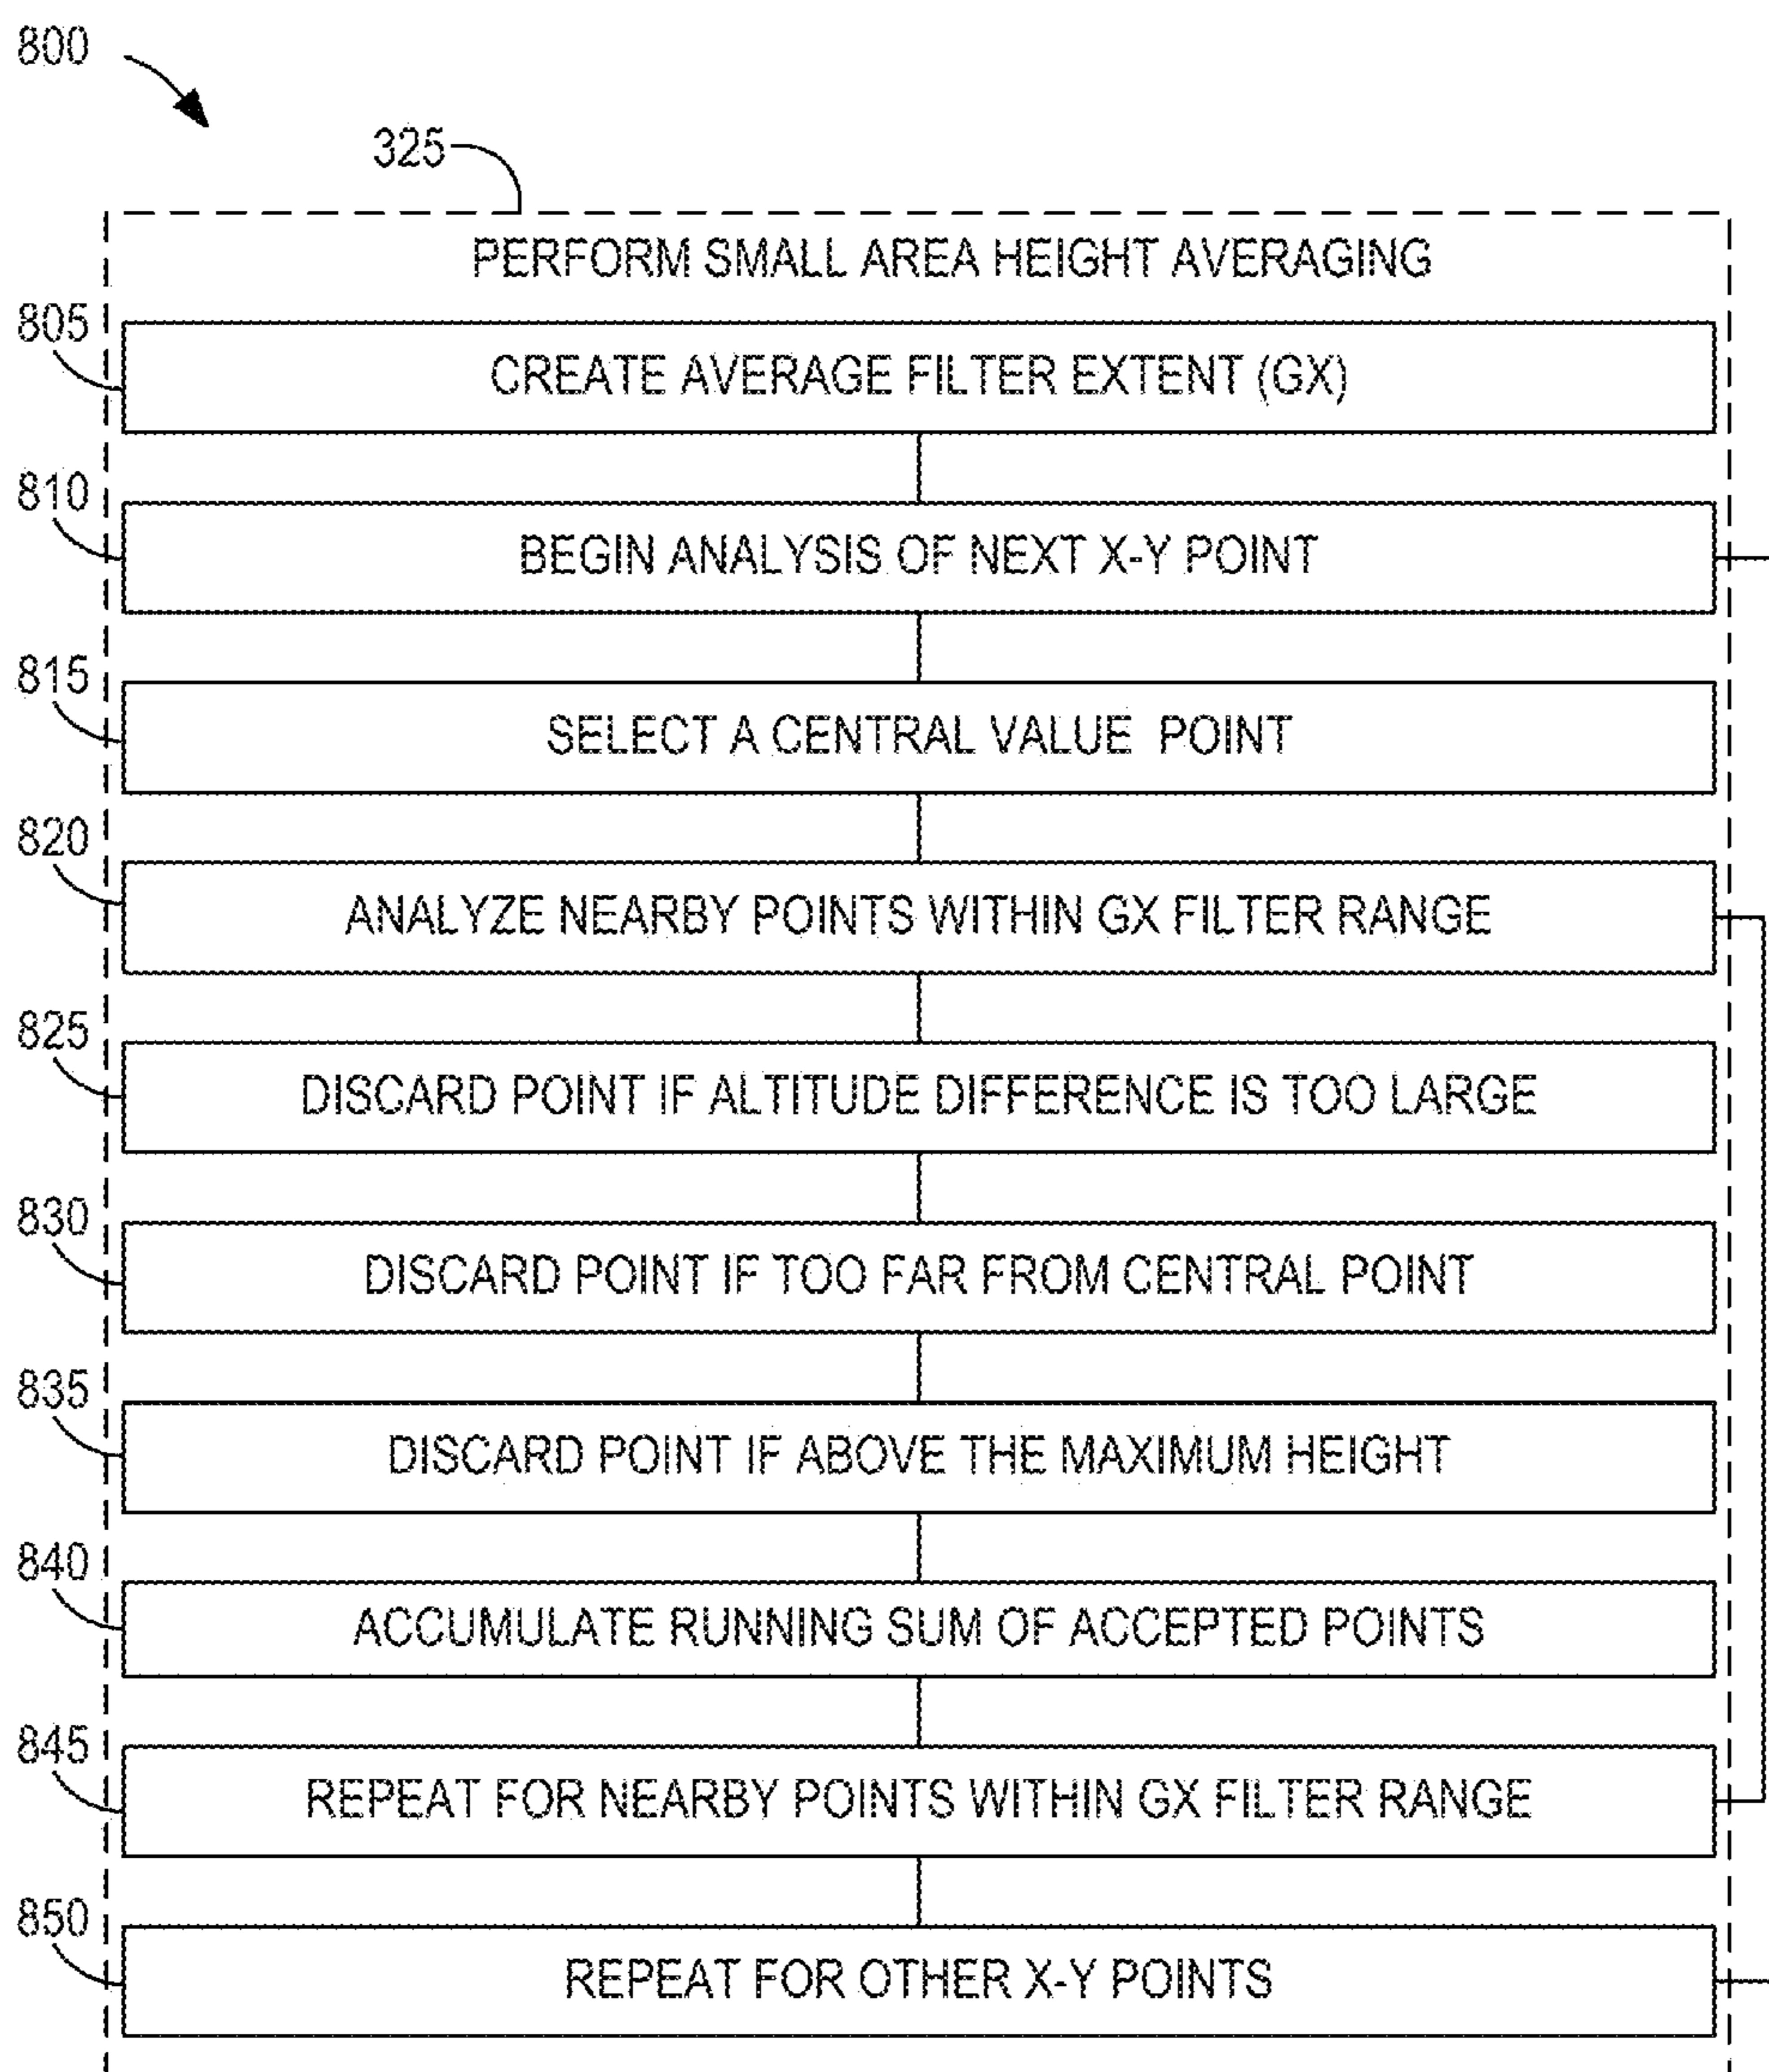 800
325
PERFORM SMALL AREA HEIGHT AVERAGING
805
CREATE AVERAGE FILTER EXTENT (GX)
810
BEGIN ANALYSIS OF NEXT X-Y POINT
815
SELECT A CENTRAL VALUE POINT
820
ANALYZE NEARBY POINTS WITHIN GX FILTER RANGE
825
DISCARD POINT IF ALTITUDE DIFFERENCE IS TOO LARGE
830
DISCARD POINT IF TOO FAR FROM CENTRAL POINT
835
DISCARD POINT IF ABOVE THE MAXIMUM HEIGHT
840
ACCUMULATE RUNNING SUM OF ACCEPTED POINTS
845
REPEAT FOR NEARBY POINTS WITHIN GX FILTER RANGE
850
REPEAT FOR OTHER X-Y POINTS